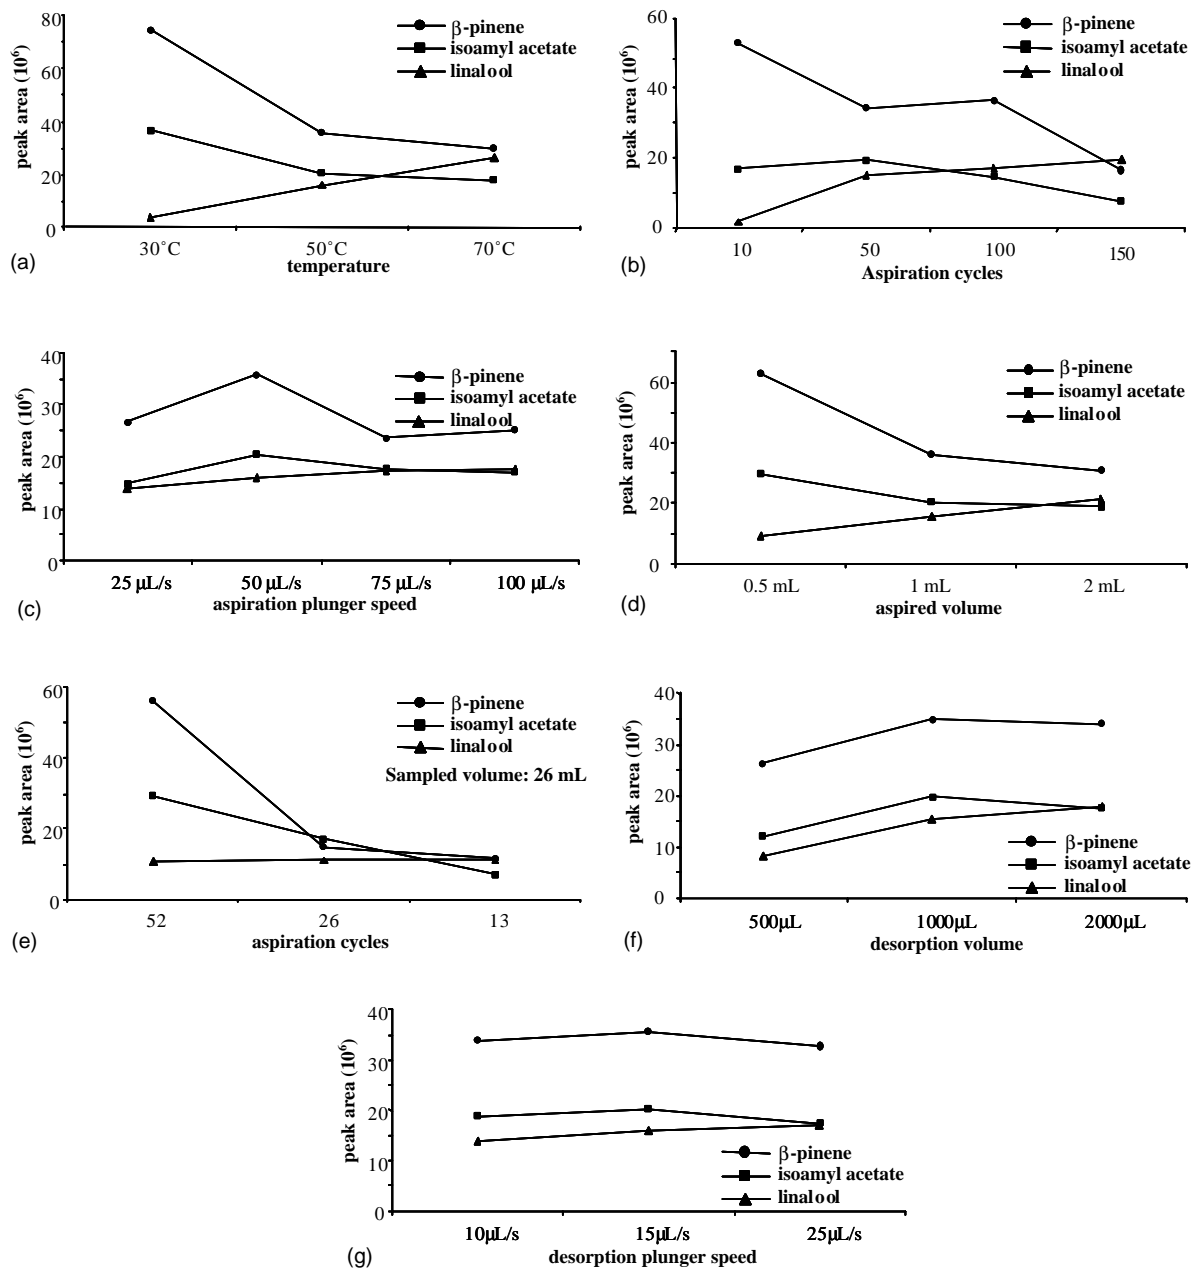 80
60
40
20
0
peak area (10⁶)
β-pinene
isoamyl acetate
linalool
30˚C 50˚C 70˚C
temperature
(a)
60
40
20
0
peak area (10⁶)
β-pinene
isoamyl acetate
linalool
10 50 100 150
Aspiration cycles
(b)
40
30
20
10
0
peak area (10⁶)
β-pinene
isoamyl acetate
linalool
25 μL/s 50 μL/s 75 μL/s 100 μL/s
aspiration plunger speed
(c)
60
40
20
0
peak area (10⁶)
β-pinene
isoamyl acetate
linalool
0.5 mL 1 mL 2 mL
aspired volume
(d)
60
40
20
0
peak area (10⁶)
β-pinene
isoamyl acetate
linalool
Sampled volume: 26 mL
52 26 13
aspiration cycles
(e)
40
30
20
10
0
peak area (10⁶)
β-pinene
isoamyl acetate
linalool
500μL 1000μL 2000μL
desorption volume
(f)
40
30
20
10
0
peak area (10⁶)
β-pinene
isoamyl acetate
linalool
10μL/s 15μL/s 25μL/s
desorption plunger speed
(g)